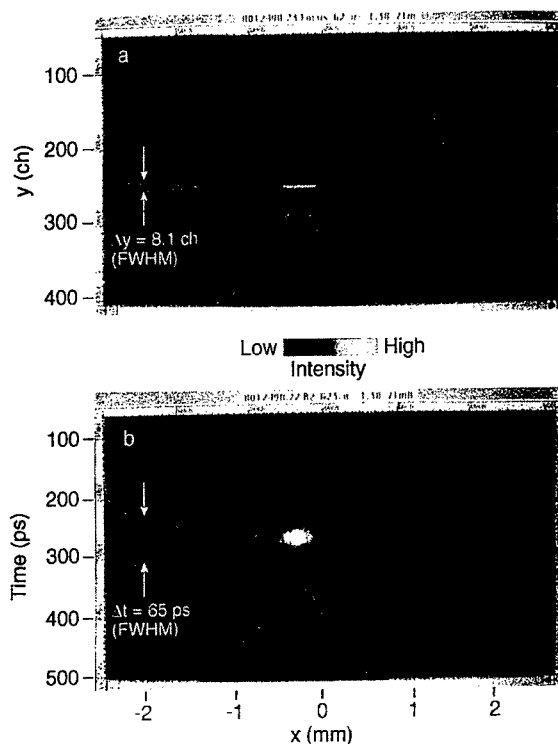 a
100
200
300
400
y (ch)
Δy = 8.1 ch
(FWHM)
Low High
Intensity
b
100
200
300
400
500
Time (ps)
Δt = 65 ps
(FWHM)
-2 -1 0 1 2
x (mm)